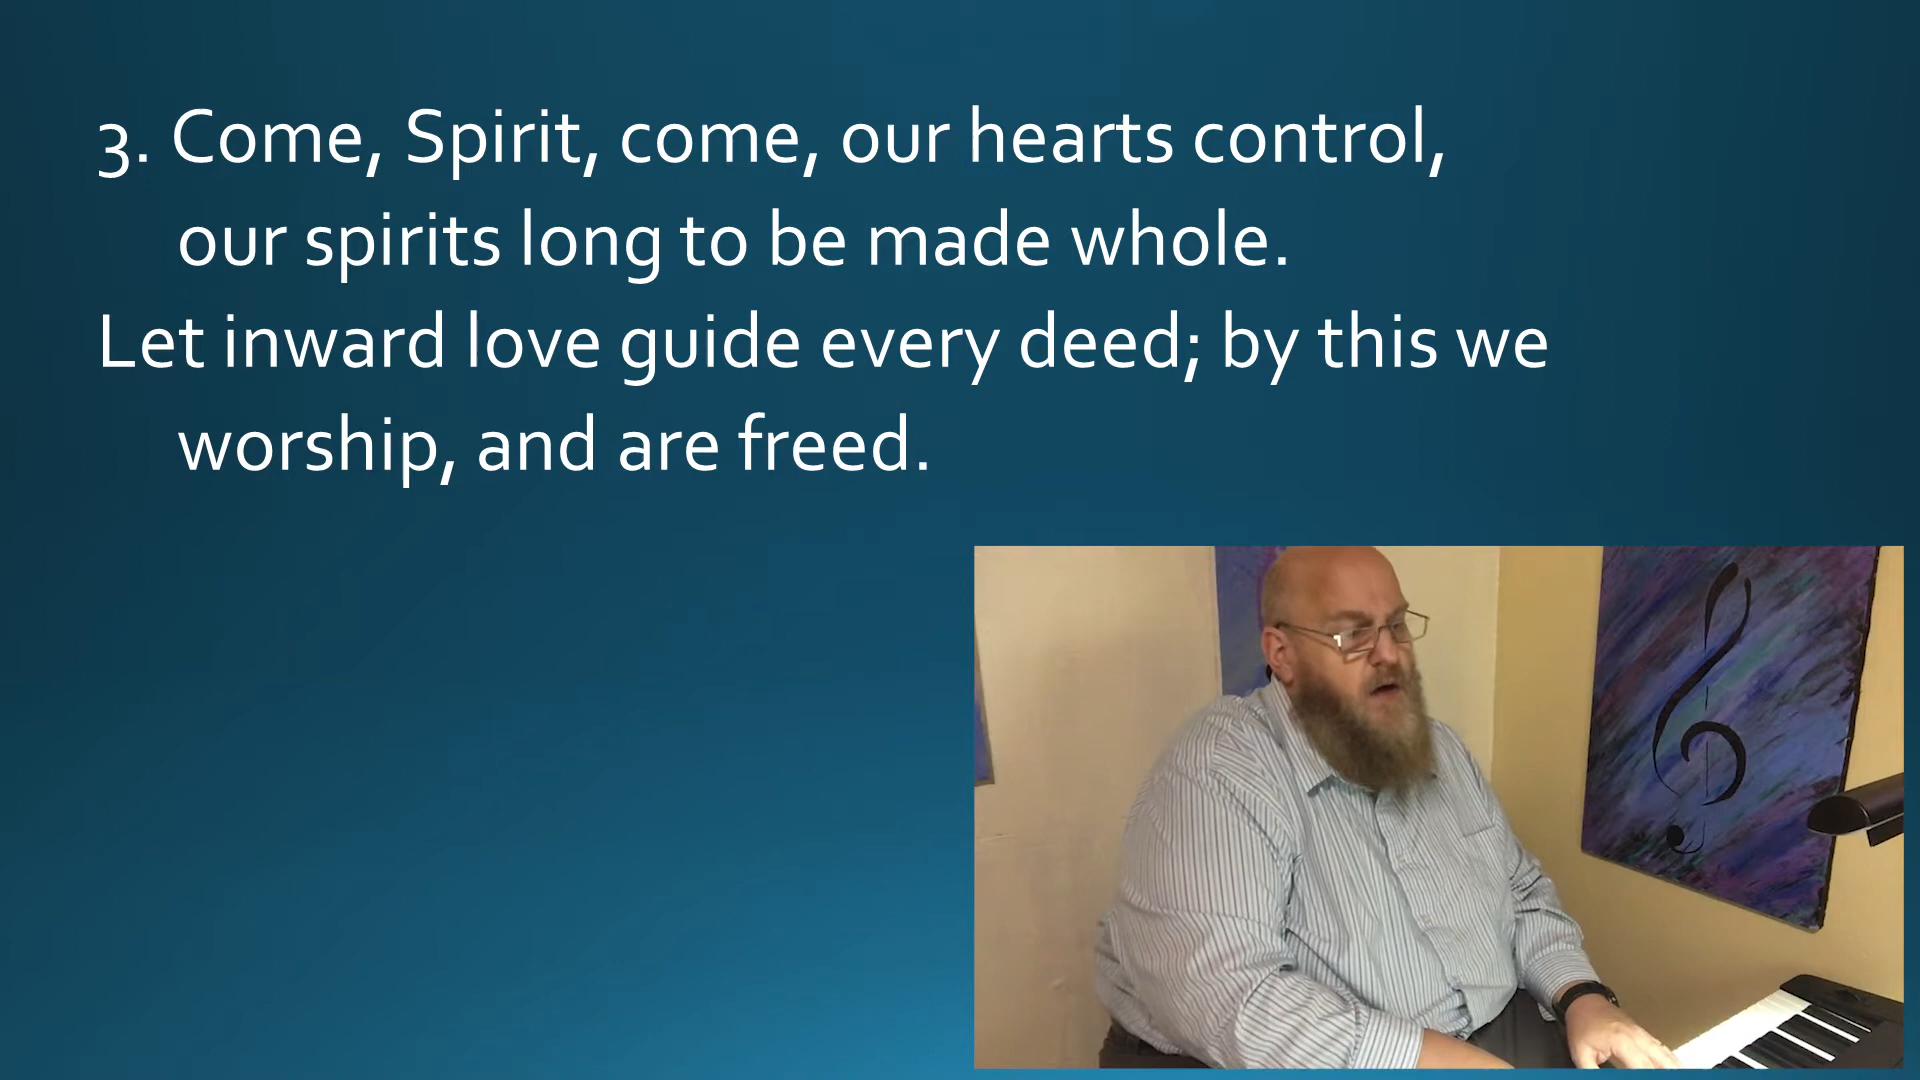 3. Come, Spirit, come, our hearts control,
our spirits long to be made whole.
Let inward love guide every deed; by this we
worship, and are freed.